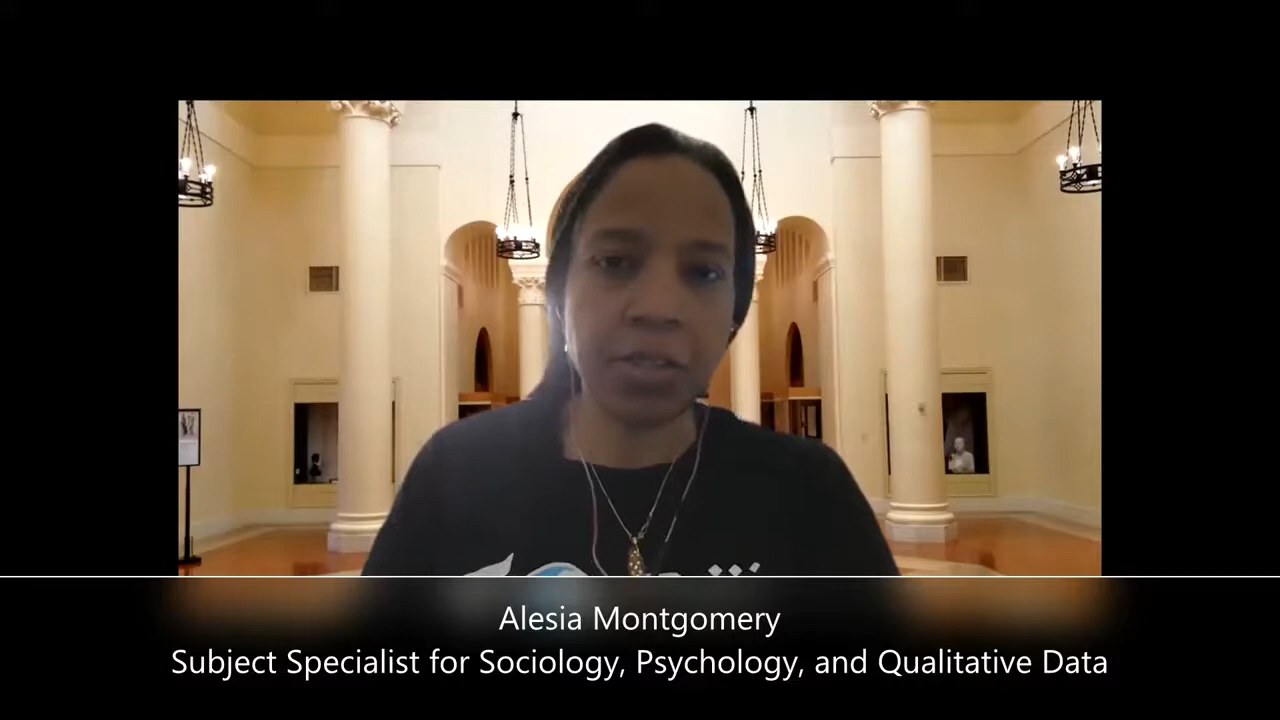 Alesia Montgomery
Subject Specialist for Sociology, Psychology, and Qualitative Data